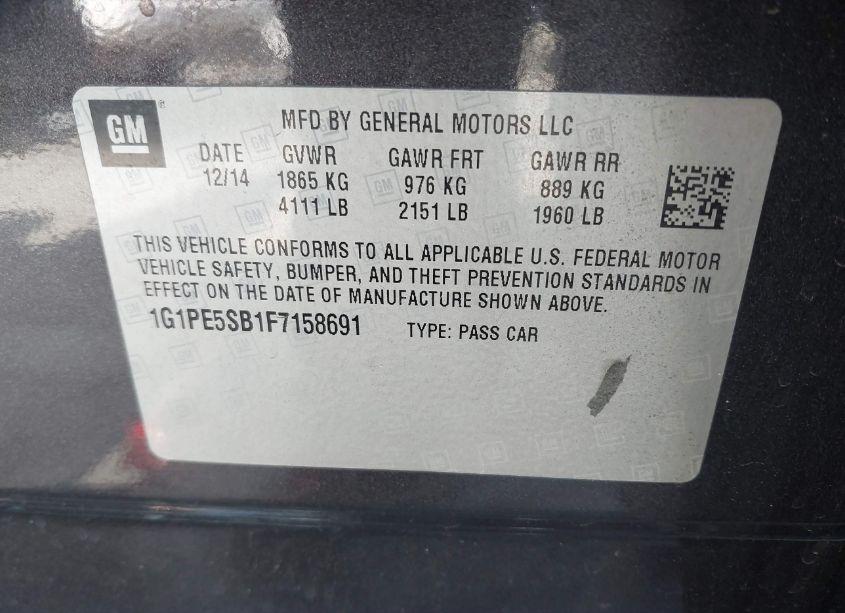 GM
MFD BY GENERAL MOTORS LLC
DATE GVWR GAWR FRT GAWR RR
12/14 1865 KG 976 KG 889 KG
4111 LB 2151 LB 1960 LB
THIS VEHICLE CONFORMS TO ALL APPLICABLE U.S. FEDERAL MOTOR
VEHICLE SAFETY, BUMPER, AND THEFT PREVENTION STANDARDS IN
EFFECT ON THE DATE OF MANUFACTURE SHOWN ABOVE.
1G1PE5SB1F7158691 TYPE: PASS CAR